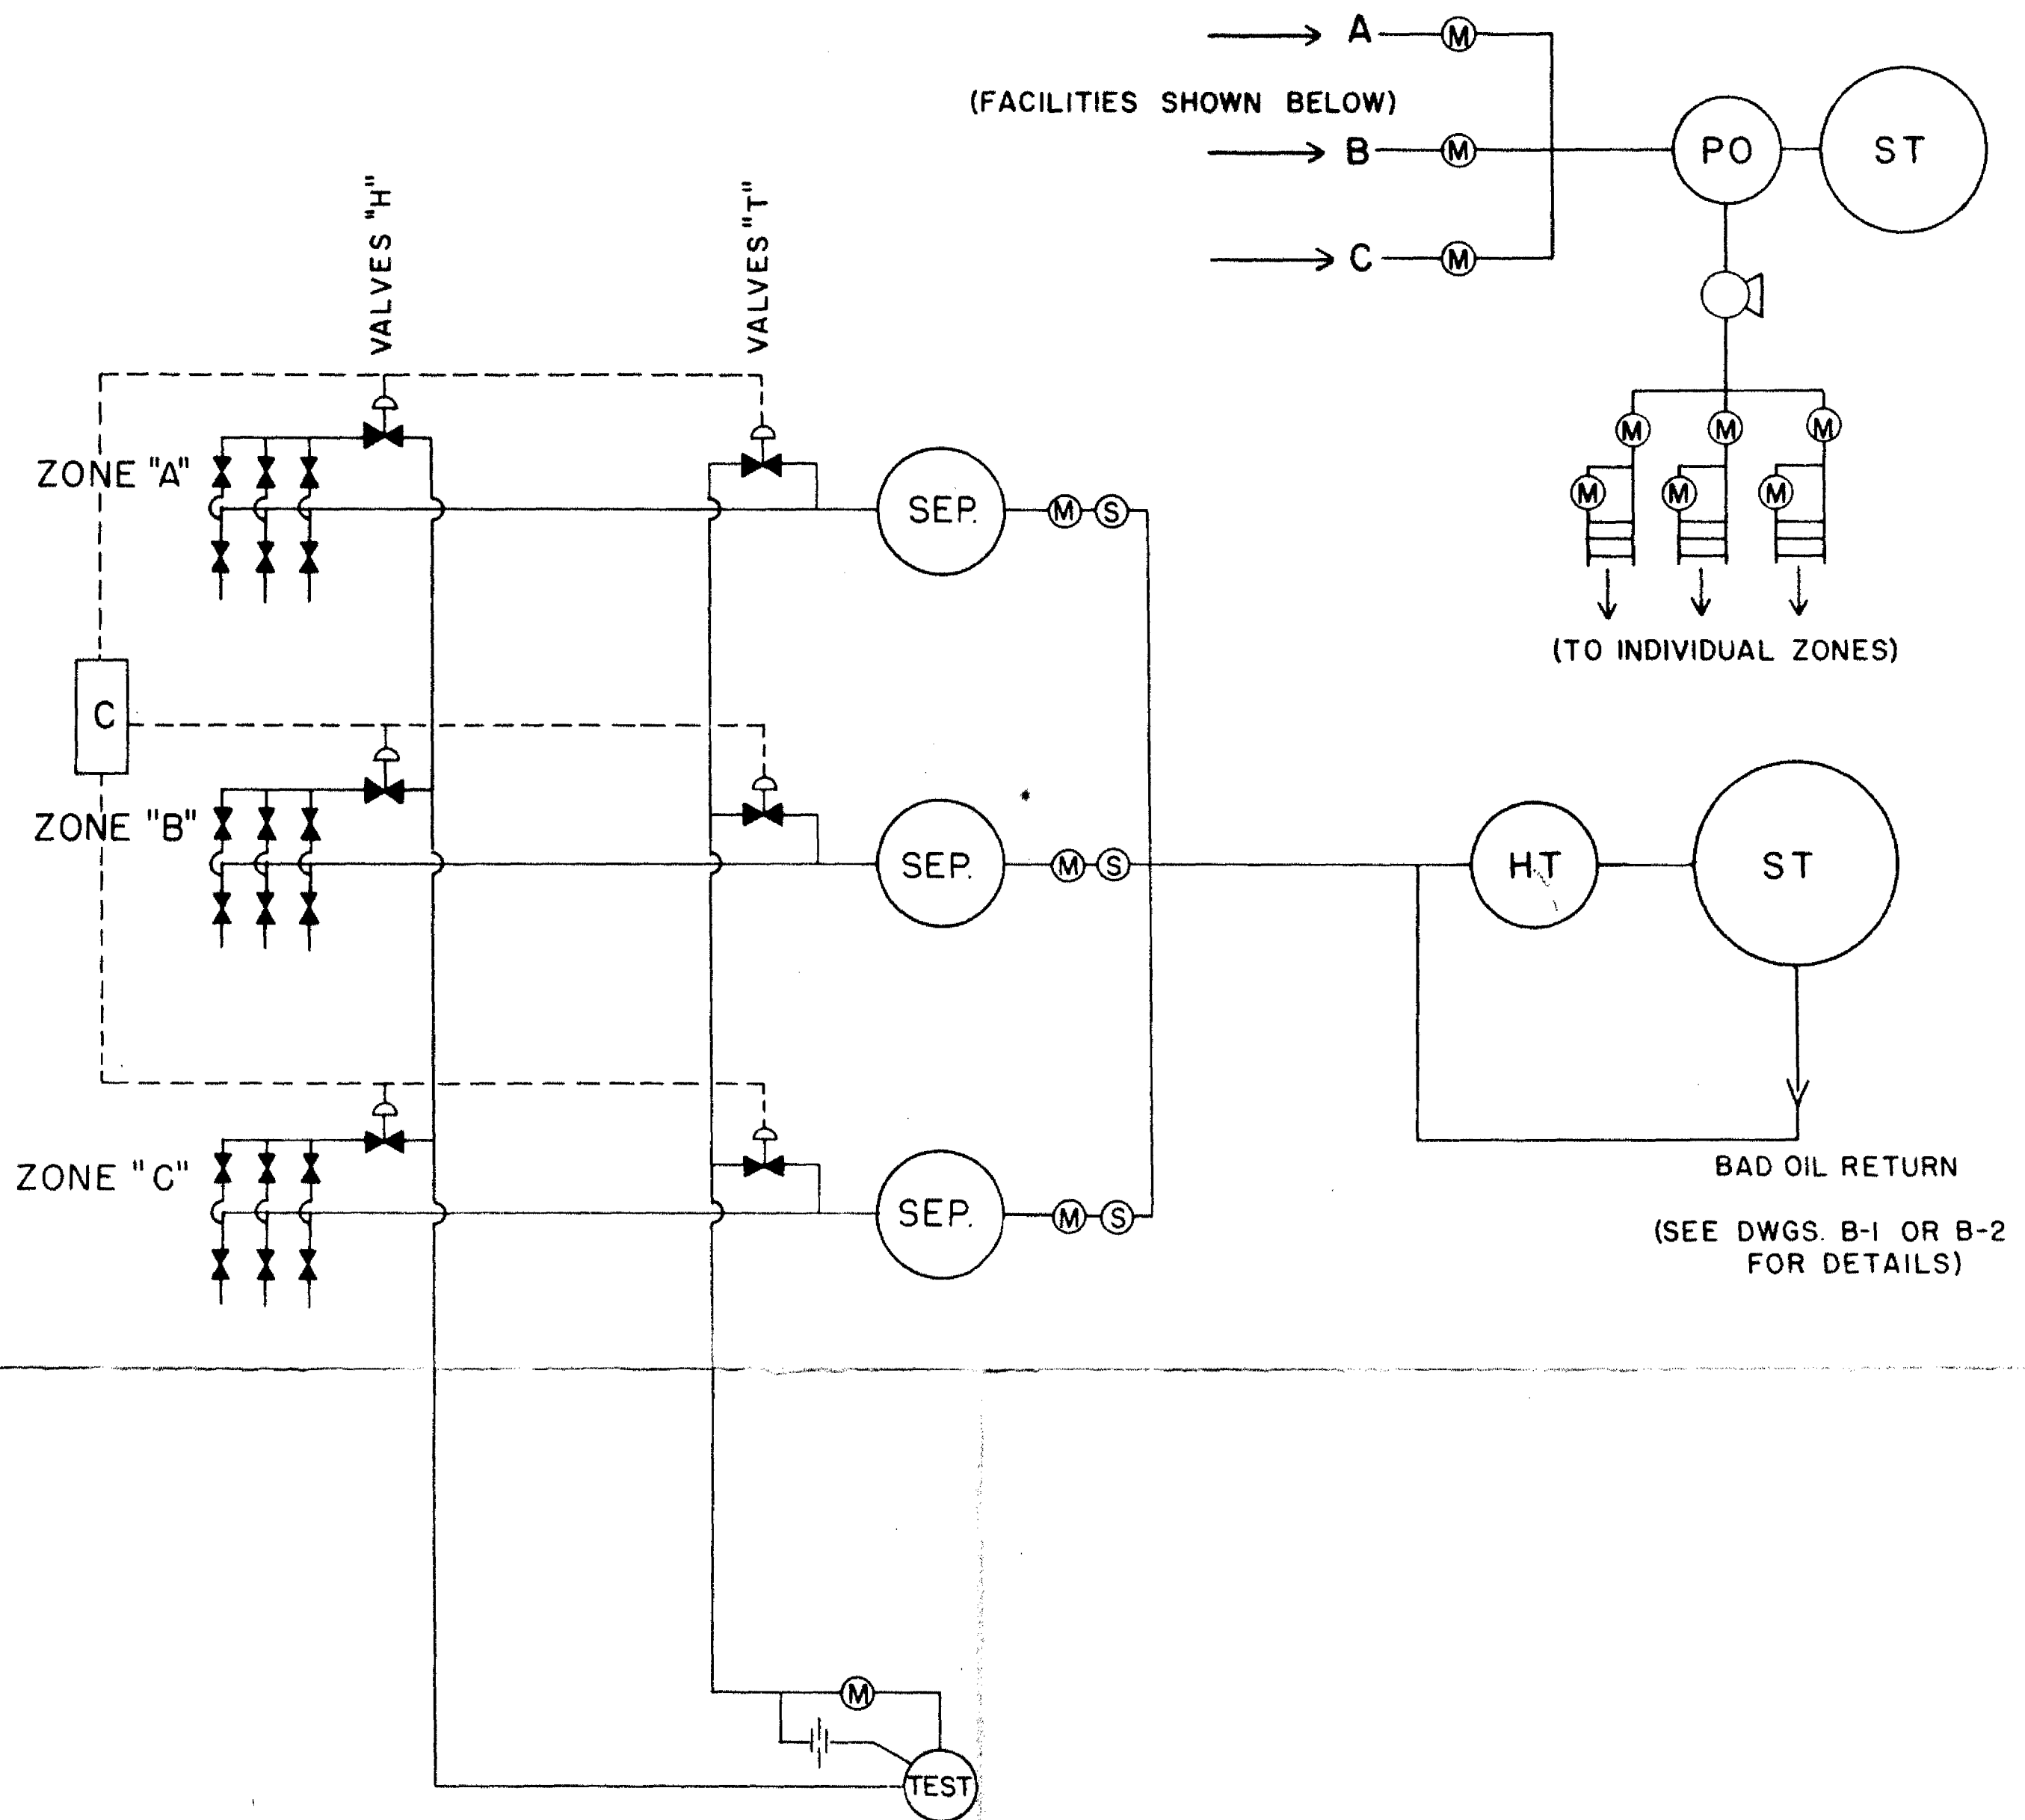 A M
(FACILITIES SHOWN BELOW)
B M
C M
PO ST
VALVES "H"
VALVES "T"
M M M
M M M
(TO INDIVIDUAL ZONES)
ZONE "A"
SEP. M S
C
ZONE "B"
SEP. M S
H.T ST
ZONE "C"
SEP. M S
BAD OIL RETURN
(SEE DWGS. B-1 OR B-2
FOR DETAILS)
M
TEST